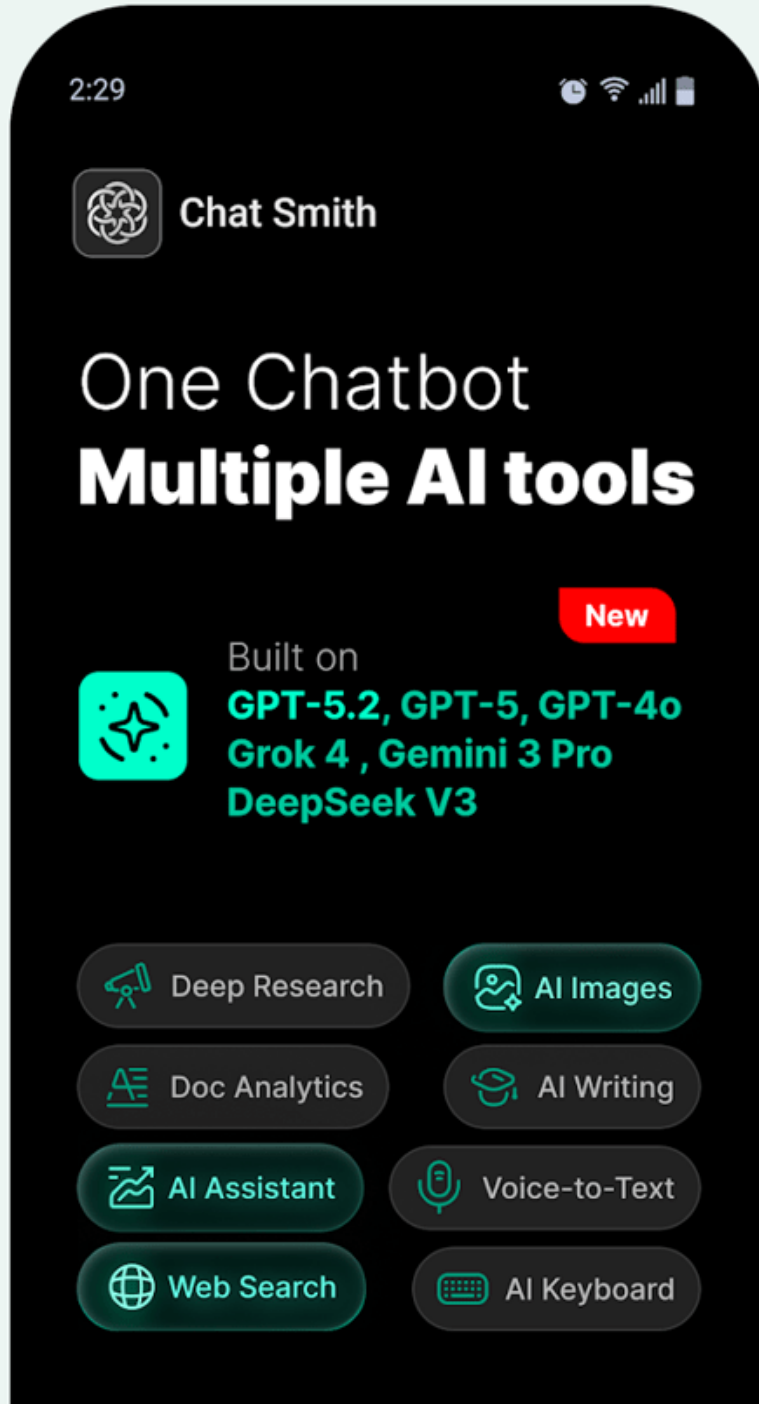 2:29
Chat Smith
One Chatbot
Multiple AI tools
New
Built on
GPT-5.2, GPT-5, GPT-4o
Grok 4 , Gemini 3 Pro
DeepSeek V3
Deep Research
AI Images
Doc Analytics
AI Writing
AI Assistant
Voice-to-Text
Web Search
AI Keyboard